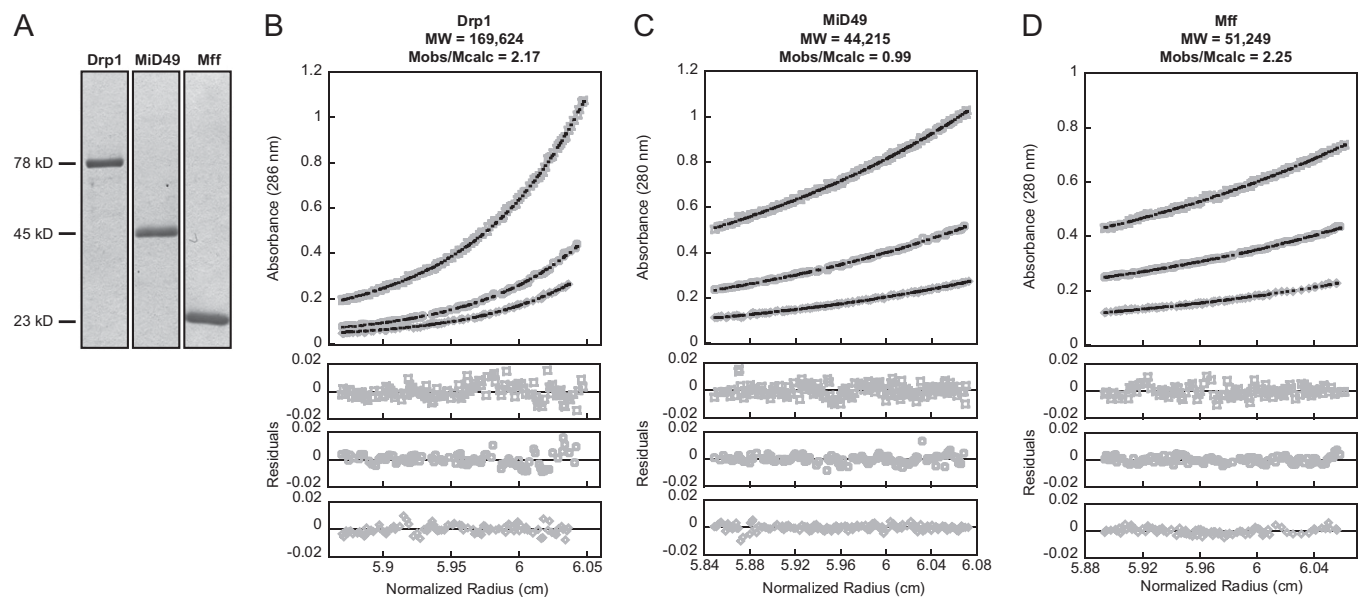 A
Drp1 MiD49 Mff
78 kD
45 kD
23 kD
B
Drp1
MW = 169,624
Mobs/Mcalc = 2.17
Absorbance (286 nm)
1.2
1
0.8
0.6
0.4
0.2
0
Residuals
0.02
0
-0.02
0.02
0
-0.02
0.02
0
-0.02
5.9 5.95 6 6.05
Normalized Radius (cm)
C
MiD49
MW = 44,215
Mobs/Mcalc = 0.99
Absorbance (280 nm)
1.2
1
0.8
0.6
0.4
0.2
0
Residuals
0.02
0
-0.02
0.02
0
-0.02
0.02
0
-0.02
5.84 5.88 5.92 5.96 6 6.04 6.08
Normalized Radius (cm)
D
Mff
MW = 51,249
Mobs/Mcalc = 2.25
Absorbance (280 nm)
1
0.8
0.6
0.4
0.2
0
Residuals
0.02
0
-0.02
0.02
0
-0.02
0.02
0
-0.02
5.88 5.92 5.96 6 6.04
Normalized Radius (cm)